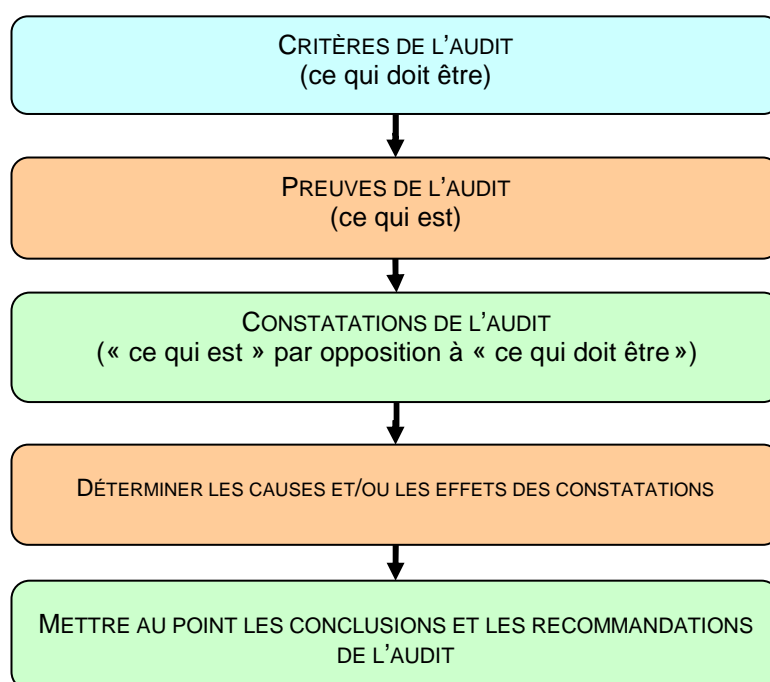 CRITÈRES DE L'AUDIT
(ce qui doit être)
PREUVES DE L'AUDIT
(ce qui est)
CONSTATATIONS DE L'AUDIT
(« ce qui est » par opposition à « ce qui doit être »)
DÉTERMINER LES CAUSES ET/OU LES EFFETS DES CONSTATATIONS
METTRE AU POINT LES CONCLUSIONS ET LES RECOMMANDATIONS
DE L'AUDIT